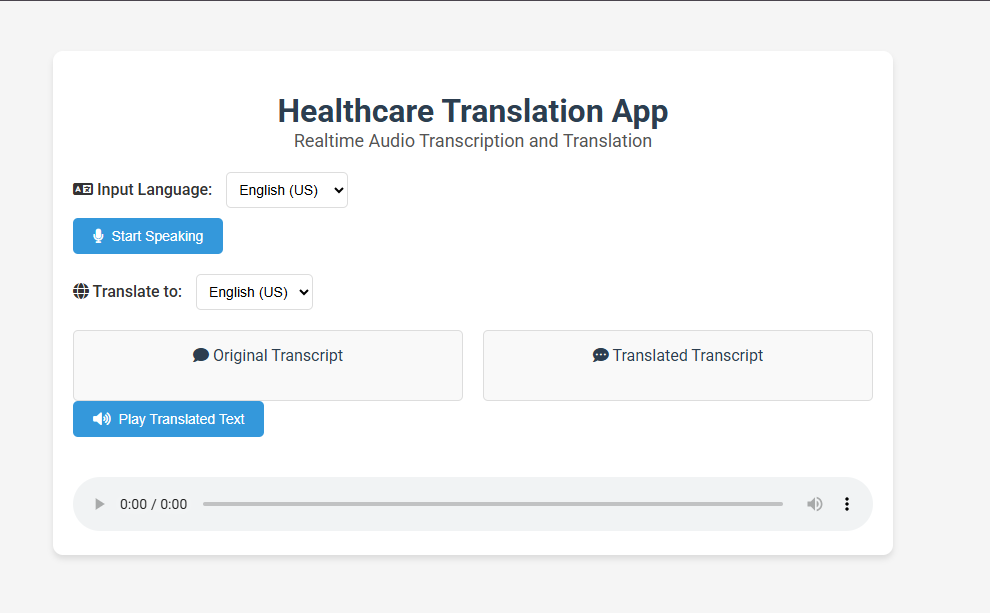 Healthcare Translation App
Realtime Audio Transcription and Translation
Input Language: English (US)
Start Speaking
Translate to: English (US)
Original Transcript
Translated Transcript
Play Translated Text
0:00 / 0:00